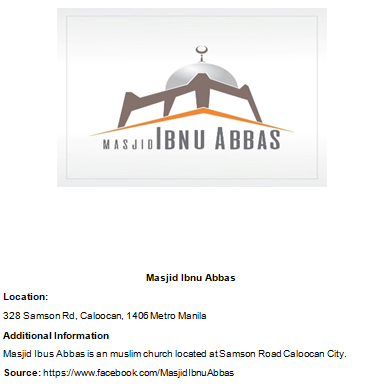 MASJID IBNU ABBAS
Masjid Ibnu Abbas
Location:
328 Samson Rd, Caloocan, 1406 Metro Manila
Additional Information
Masjid Ibus Abbas is an muslim church located at Samson Road Caloocan City.
Source: https://www.facebook.com/MasjidIbnuAbbas